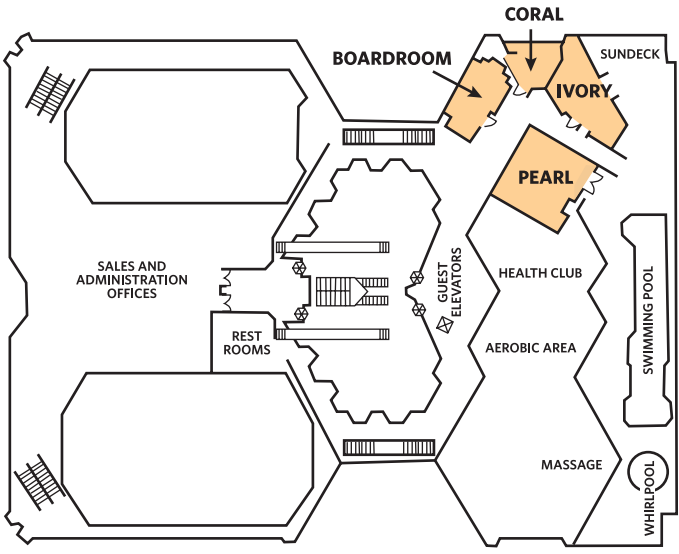 CORAL
BOARDROOM
SUNDECK
IVORY
PEARL
SALES AND
ADMINISTRATION
OFFICES
GUEST
ELEVATORS
HEALTH CLUB
SWIMMING POOL
REST
ROOMS
AEROBIC AREA
MASSAGE
WHIRLPOOL